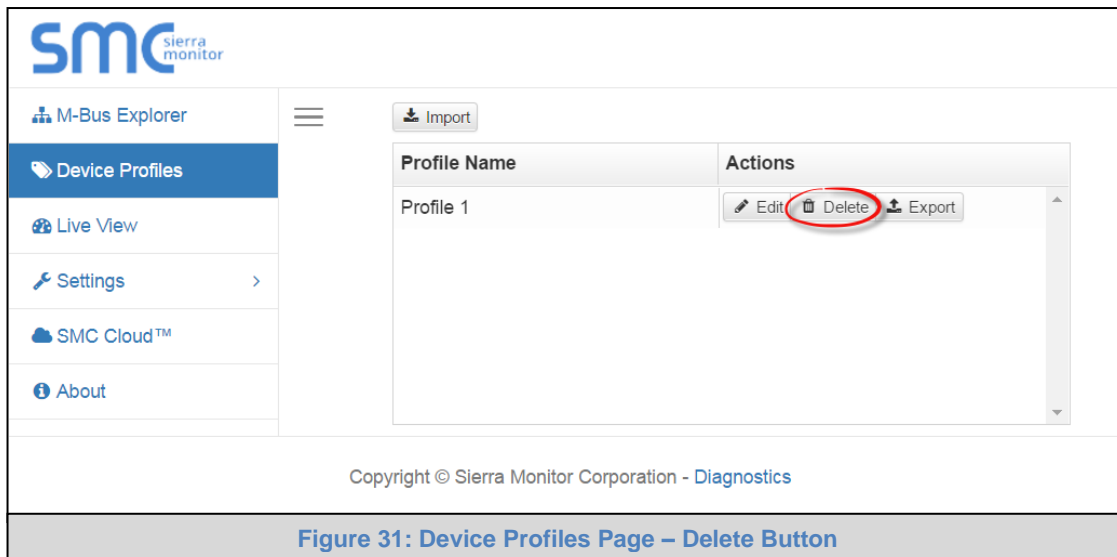 SMC sierra monitor
M-Bus Explorer
Device Profiles
Live View
Settings
SMC Cloud™
About
Import
Profile Name Actions
Profile 1 Edit Delete Export
Copyright © Sierra Monitor Corporation - Diagnostics
Figure 31: Device Profiles Page – Delete Button